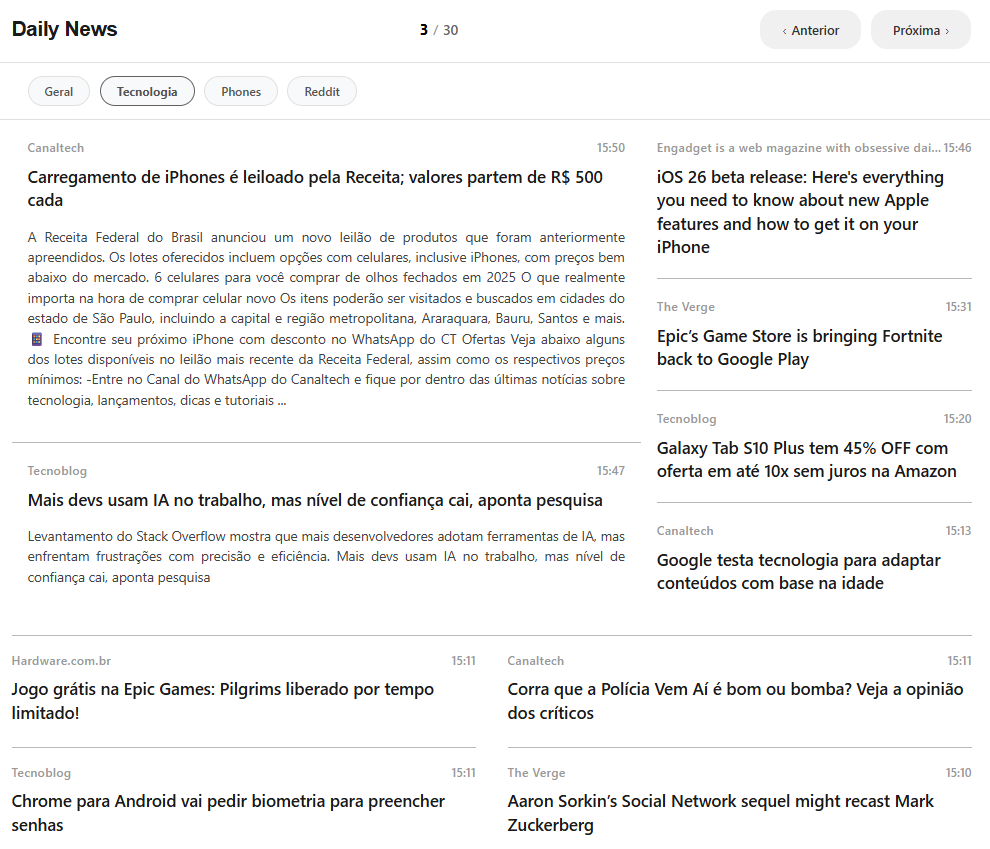 Daily News
3 / 30
‹ Anterior
Próxima ›
Geral
Tecnologia
Phones
Reddit
Canaltech 15:50
Carregamento de iPhones é leiloado pela Receita; valores partem de R$ 500
cada
A Receita Federal do Brasil anunciou um novo leilão de produtos que foram anteriormente
apreendidos. Os lotes oferecidos incluem opções com celulares, inclusive iPhones, com preços bem
abaixo do mercado. 6 celulares para você comprar de olhos fechados em 2025 O que realmente
importa na hora de comprar celular novo Os itens poderão ser visitados e buscados em cidades do
estado de São Paulo, incluindo a capital e região metropolitana, Araraquara, Bauru, Santos e mais.
📱 Encontre seu próximo iPhone com desconto no WhatsApp do CT Ofertas Veja abaixo alguns
dos lotes disponíveis no leilão mais recente da Receita Federal, assim como os respectivos preços
mínimos: -Entre no Canal do WhatsApp do Canaltech e fique por dentro das últimas notícias sobre
tecnologia, lançamentos, dicas e tutoriais ...
Tecnoblog 15:47
Mais devs usam IA no trabalho, mas nível de confiança cai, aponta pesquisa
Levantamento do Stack Overflow mostra que mais desenvolvedores adotam ferramentas de IA, mas
enfrentam frustrações com precisão e eficiência. Mais devs usam IA no trabalho, mas nível de
confiança cai, aponta pesquisa
Engadget is a web magazine with obsessive dai... 15:46
iOS 26 beta release: Here's everything
you need to know about new Apple
features and how to get it on your
iPhone
The Verge 15:31
Epic’s Game Store is bringing Fortnite
back to Google Play
Tecnoblog 15:20
Galaxy Tab S10 Plus tem 45% OFF com
oferta em até 10x sem juros na Amazon
Canaltech 15:13
Google testa tecnologia para adaptar
conteúdos com base na idade
Hardware.com.br 15:11
Jogo grátis na Epic Games: Pilgrims liberado por tempo
limitado!
Canaltech 15:11
Corra que a Polícia Vem Aí é bom ou bomba? Veja a opinião
dos críticos
Tecnoblog 15:11
Chrome para Android vai pedir biometria para preencher
senhas
The Verge 15:10
Aaron Sorkin’s Social Network sequel might recast Mark
Zuckerberg